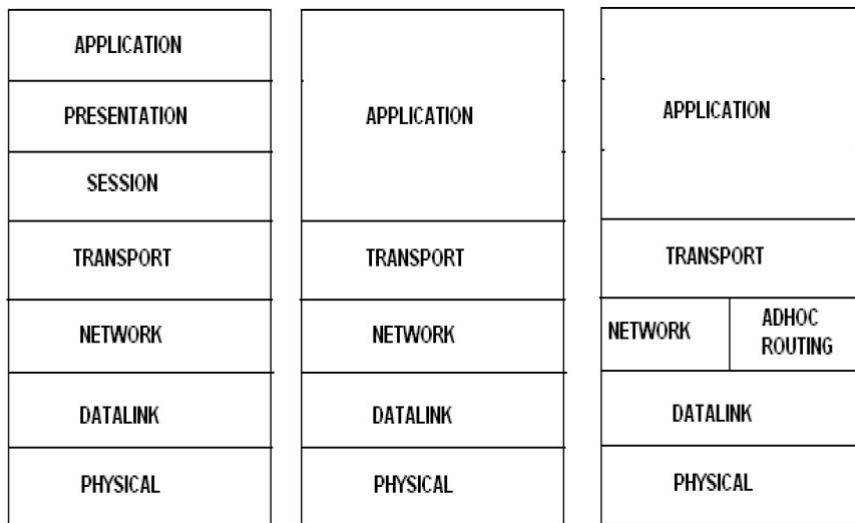 APPLICATION
PRESENTATION
SESSION
TRANSPORT
NETWORK
DATALINK
PHYSICAL
APPLICATION
TRANSPORT
NETWORK
DATALINK
PHYSICAL
APPLICATION
TRANSPORT
NETWORK
ADHOC
ROUTING
DATALINK
PHYSICAL